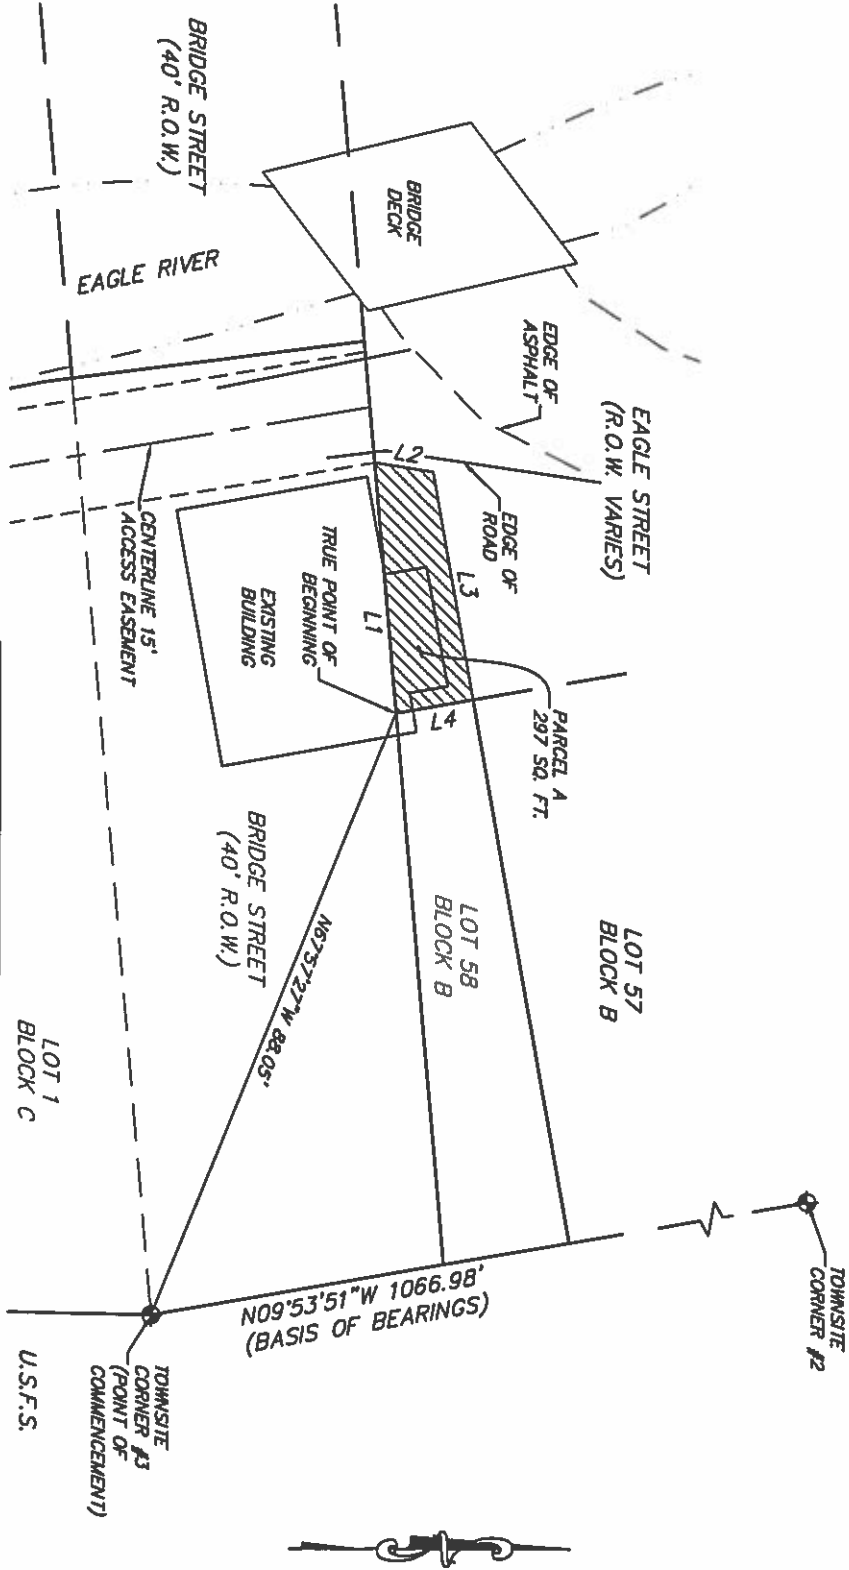 BRIDGE STREET
(40' R.O.W.)
EAGLE RIVER
BRIDGE
DECK
EDGE OF
ASPHALT
EAGLE STREET
(R.O.W. VARIES)
L2
EDGE OF
ROAD
L3
L1
L4
CENTERLINE 15'
ACCESS EASEMENT
TRUE POINT OF
BEGINNING
EXISTING
BUILDING
PARCEL A
297 SQ. FT.
BRIDGE STREET
(40' R.O.W.)
N67°57'27"W 88.05'
LOT 58
BLOCK B
LOT 57
BLOCK B
LOT 1
BLOCK C
N09°53'51"W 1066.98'
(BASIS OF BEARINGS)
TOWNSITE
CORNER #2
TOWNSITE
CORNER #3
(POINT OF
COMMENCEMENT)
U.S.F.S.